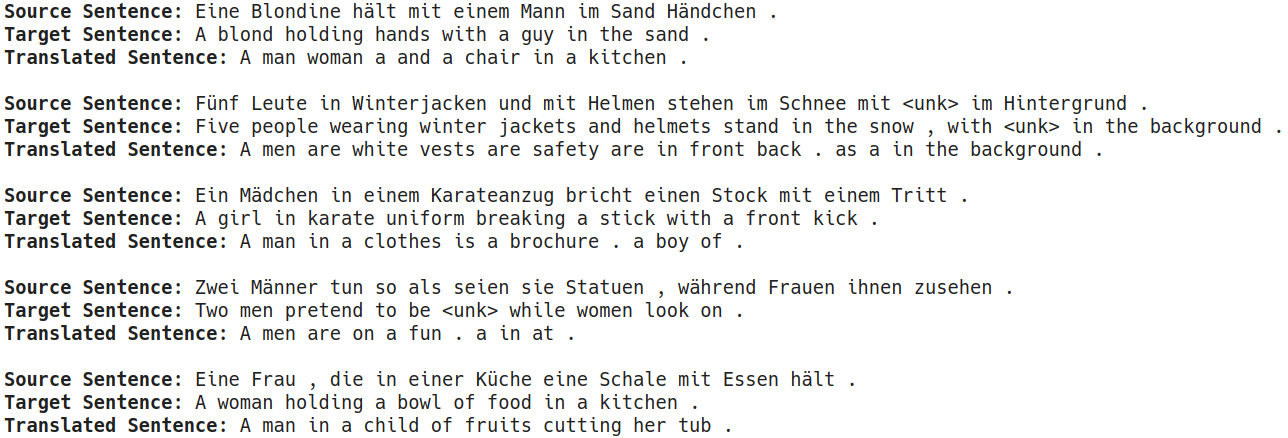 Source Sentence: Eine Blondine hält mit einem Mann im Sand Händchen .
Target Sentence: A blond holding hands with a guy in the sand .
Translated Sentence: A man woman a and a chair in a kitchen .
Source Sentence: Fünf Leute in Winterjacken und mit Helmen stehen im Schnee mit <unk> im Hintergrund .
Target Sentence: Five people wearing winter jackets and helmets stand in the snow , with <unk> in the background .
Translated Sentence: A men are white vests are safety are in front back . as a in the background .
Source Sentence: Ein Mädchen in einem Karateanzug bricht einen Stock mit einem Tritt .
Target Sentence: A girl in karate uniform breaking a stick with a front kick .
Translated Sentence: A man in a clothes is a brochure . a boy of .
Source Sentence: Zwei Männer tun so als seien sie Statuen , während Frauen ihnen zusehen .
Target Sentence: Two men pretend to be <unk> while women look on .
Translated Sentence: A men are on a fun . a in at .
Source Sentence: Eine Frau , die in einer Küche eine Schale mit Essen hält .
Target Sentence: A woman holding a bowl of food in a kitchen .
Translated Sentence: A man in a child of fruits cutting her tub .